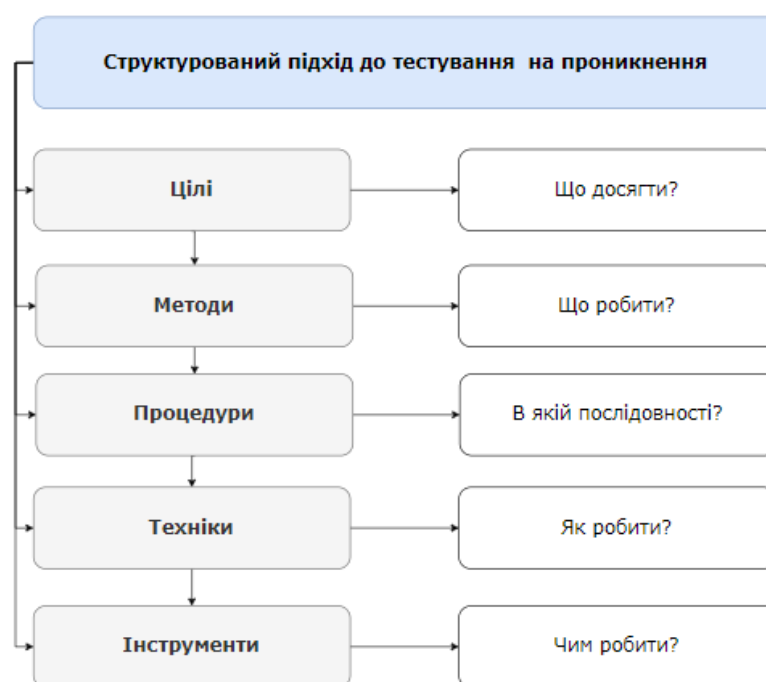 Структурований підхід до тестування на проникнення
Цілі
Що досягти?
Методи
Що робити?
Процедури
В якій послідовності?
Техніки
Як робити?
Інструменти
Чим робити?